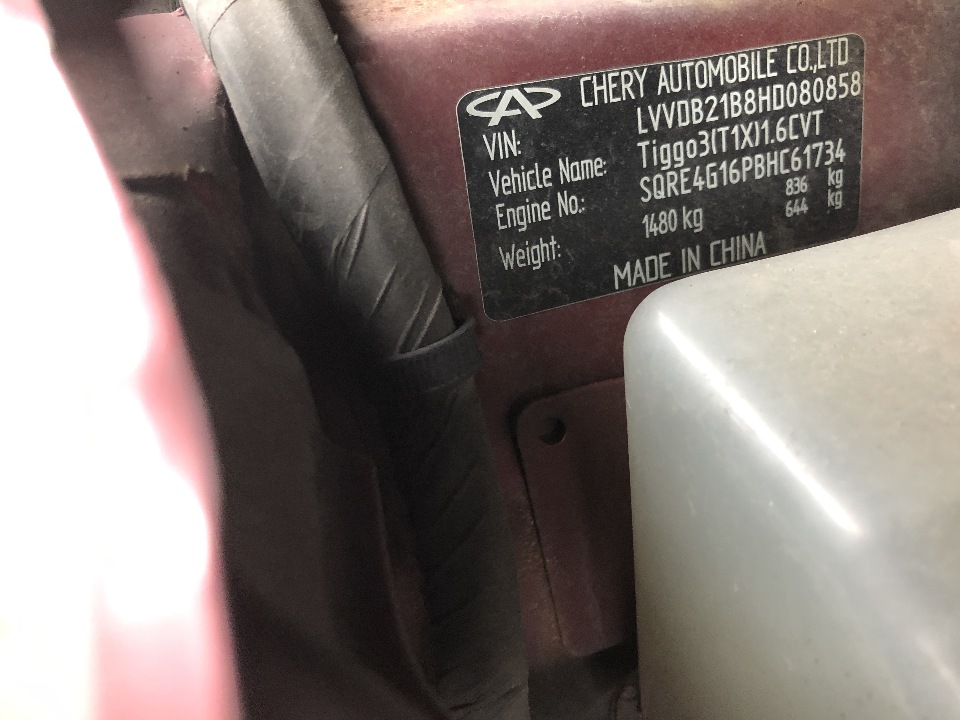 CHERY AUTOMOBILE CO.,LTD
VIN: LVVDB21B8HD080858
Vehicle Name: Tiggo3(T1X)1.6CVT
Engine No.: SQRE4G16PBHC61734
Weight: 1480 kg 836 kg
644 kg
MADE IN CHINA